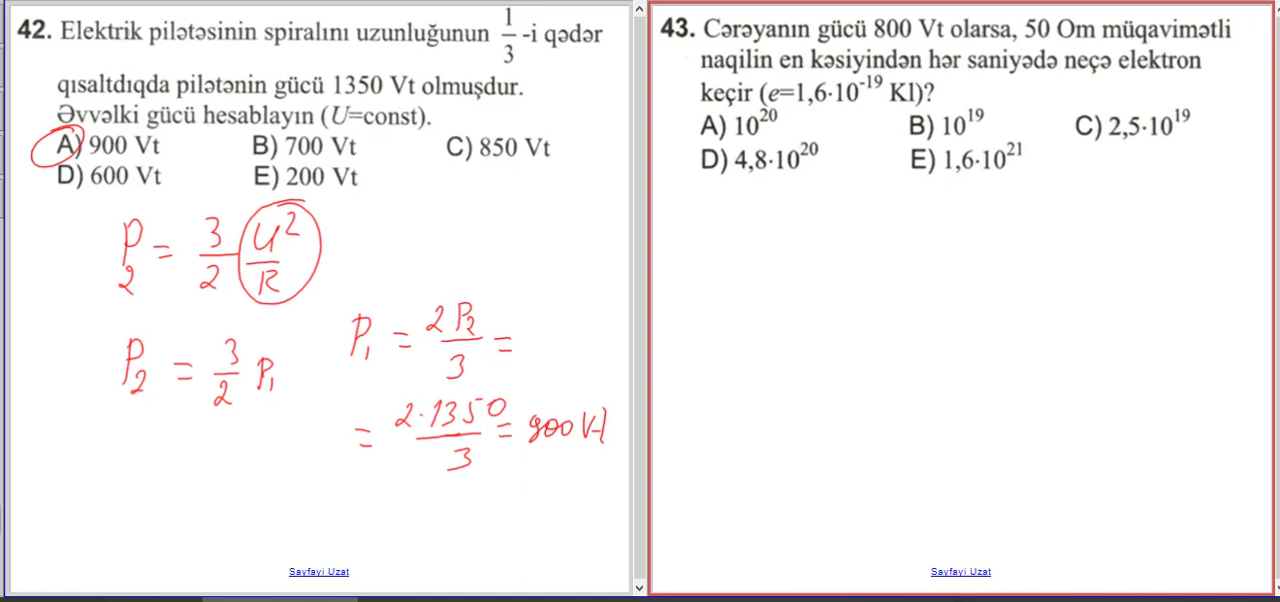 42. Elektrik pilətəsinin spiralını uzunluğunun 1/3 -i qədər
qısaltdıqda pilətənin gücü 1350 Vt olmuşdur.
Əvvəlki gücü hesablayın (U=const).
A) 900 Vt B) 700 Vt C) 850 Vt
D) 600 Vt E) 200 Vt
P₂ = 3/2 U²/R
P₂ = 3/2 P₁
P₁ = 2P₂/3 =
= 2·1350/3 = 900 Vt
Sayfayi Uzat
43. Cərəyanın gücü 800 Vt olarsa, 50 Om müqavimətli
naqilin en kəsiyindən hər saniyədə neçə elektron
keçir (e=1,6·10⁻¹⁹ Kl)?
A) 10²⁰ B) 10¹⁹ C) 2,5·10¹⁹
D) 4,8·10²⁰ E) 1,6·10²¹
Sayfayi Uzat